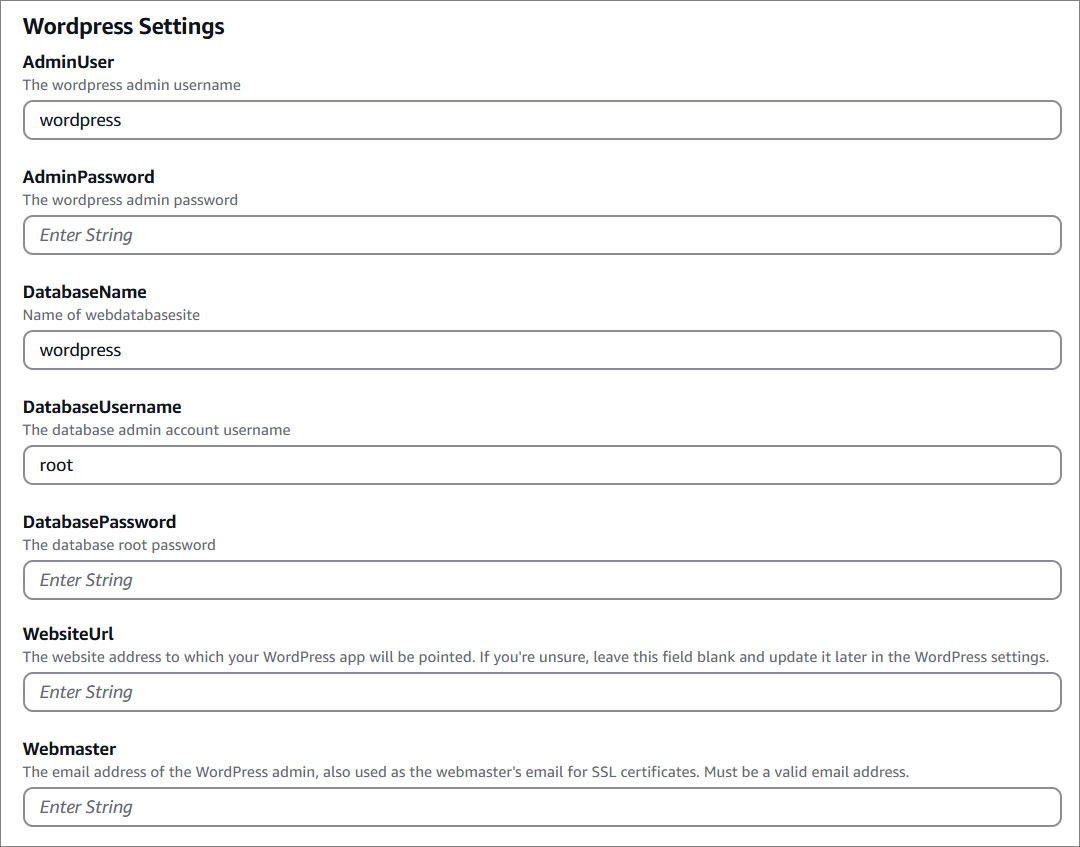 Wordpress Settings
AdminUser
The wordpress admin username
wordpress
AdminPassword
The wordpress admin password
Enter String
DatabaseName
Name of webdatabasesite
wordpress
DatabaseUsername
The database admin account username
root
DatabasePassword
The database root password
Enter String
WebsiteUrl
The website address to which your WordPress app will be pointed. If you're unsure, leave this field blank and update it later in the WordPress settings.
Enter String
Webmaster
The email address of the WordPress admin, also used as the webmaster's email for SSL certificates. Must be a valid email address.
Enter String